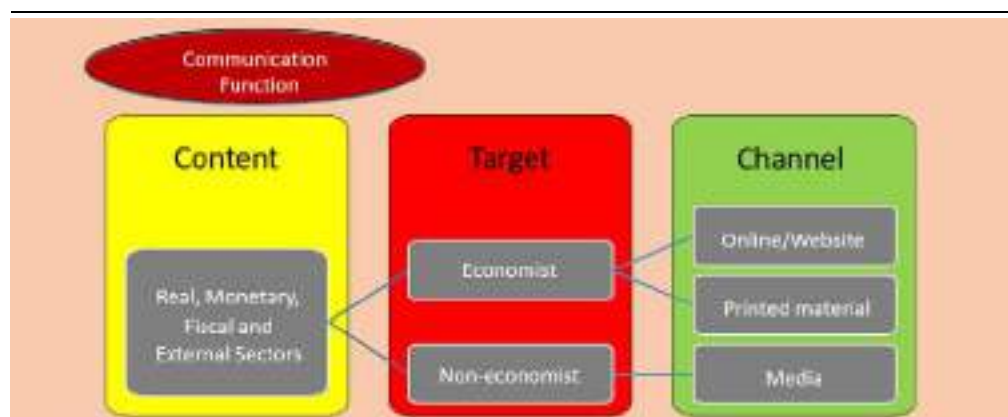 Communication
Function
Content
Target
Channel
Real, Monetary,
Fiscal and
External Sectors
Economist
Non-economist
Online/Website
Printed material
Media